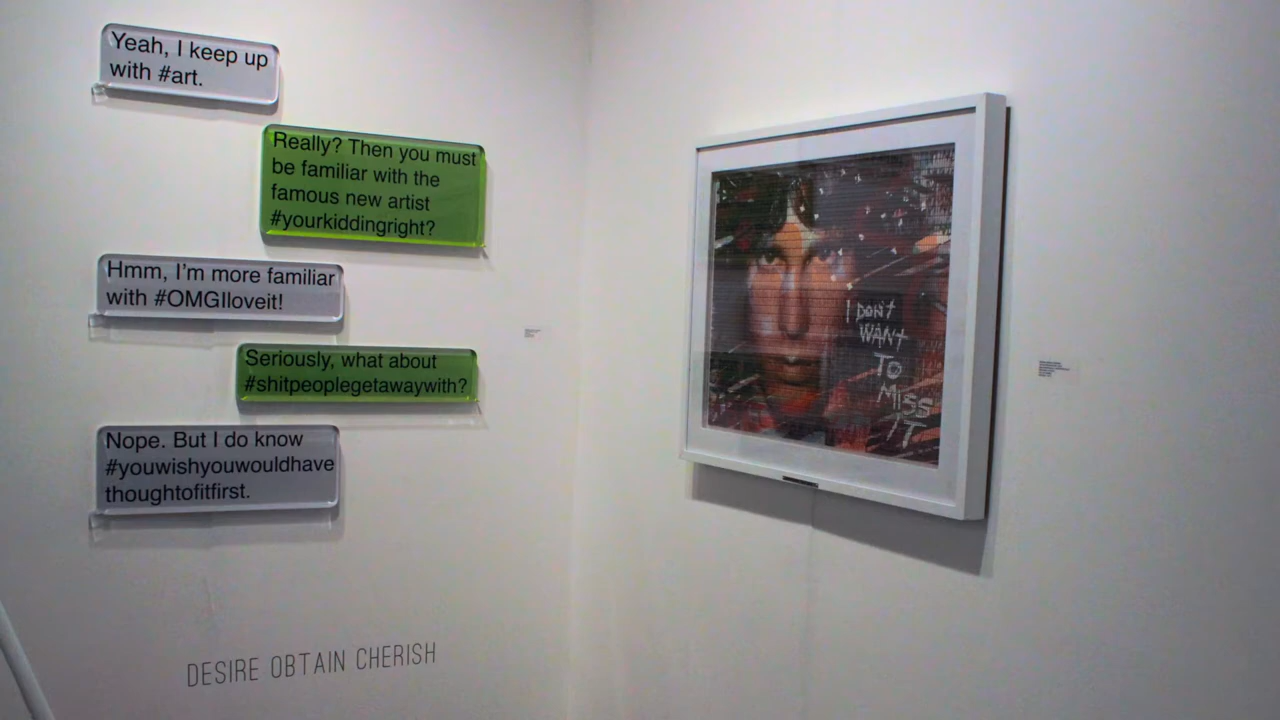 Yeah, I keep up
with #art.
Really? Then you must
be familiar with the
famous new artist
#yourkiddingright?
Hmm, I'm more familiar
with #OMGIloveit!
Seriously, what about
#shitpeoplegetawaywith?
Nope. But I do know
#youwishyouwouldhave
thoughtofitfirst.
DESIRE OBTAIN CHERISH
I DON'T
WANT
TO
MISS
IT